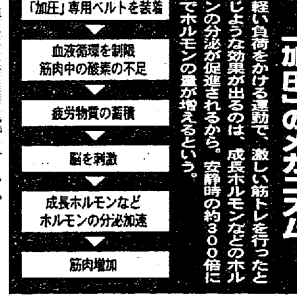 「加圧」のメカニズム
軽い負荷をかける運動で、激しい筋トレを行ったと
じような効果が出るのは、成長ホルモンなどのホル
ンの分泌が促進されるから。安静時の約300倍に
でホルモンの量が増えるという。
「加圧」専用ベルトを装着
血液循環を制限
筋肉中の酸素の不足
疲労物質の蓄積
脳を刺激
成長ホルモンなど
ホルモンの分泌加速
筋肉増加